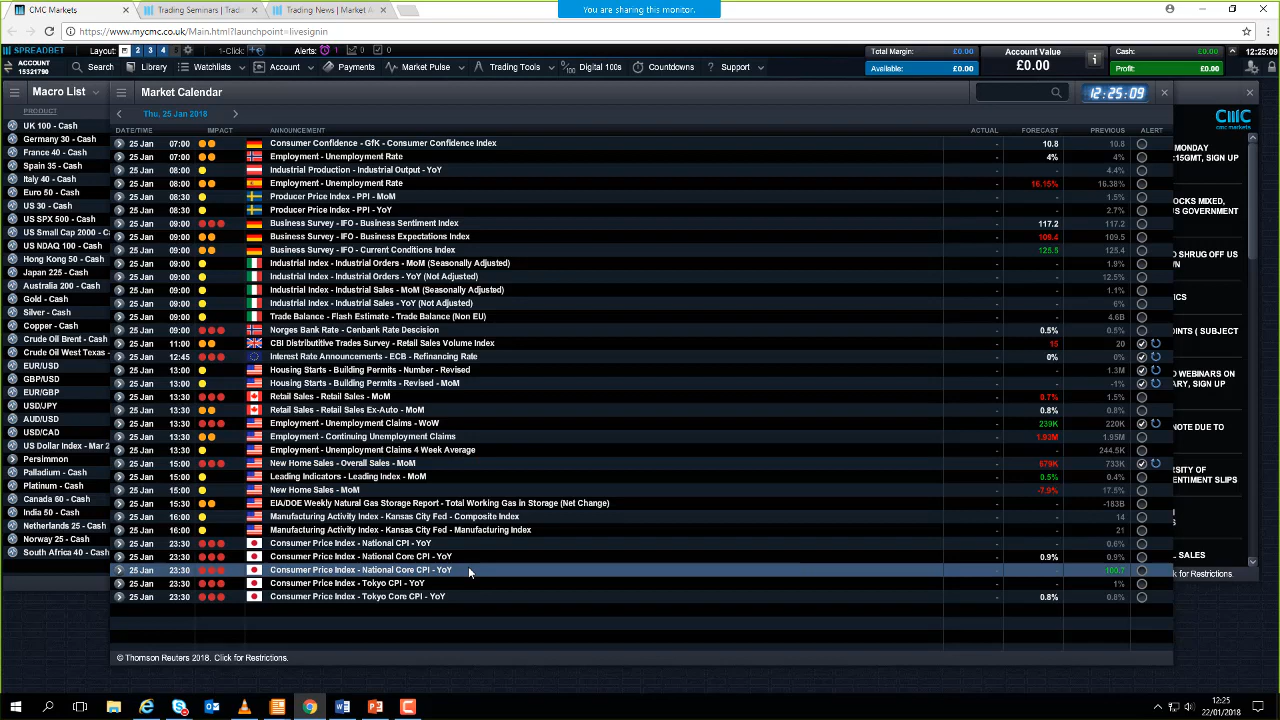 You are sharing this monitor.
CMC Markets
Trading Seminars | Trade
Trading News | Market A
https://www.mycmc.co.uk/Main.html?launchpoint=livesignin
SPREADBET Layout: 2 3 4 1-Click: Alerts: 1 0 0
ACCOUNT 15321790
Search Library Watchlists Account Payments Market Pulse Trading Tools Digital 100s Countdowns Support
Total Margin: £0.00
Available: £0.00
Account Value £0.00
Cash: £0.00
Profit: £0.00
Macro List
PRODUCT
UK 100 - Cash
Germany 30 - Cash
France 40 - Cash
Spain 35 - Cash
Italy 40 - Cash
Euro 50 - Cash
US 30 - Cash
US SPX 500 - Cash
US Small Cap 2000 - C
US NDAQ 100 - Cash
Hong Kong 50 - Cash
Japan 225 - Cash
Australia 200 - Cash
Gold - Cash
Silver - Cash
Copper - Cash
Crude Oil Brent - Cash
Crude Oil West Texas -
EUR/USD
GBP/USD
EUR/GBP
USD/JPY
AUD/USD
USD/CAD
US Dollar Index - Mar 2
Persimmon
Palladium - Cash
Platinum - Cash
Canada 60 - Cash
India 50 - Cash
Netherlands 25 - Cash
Norway 25 - Cash
South Africa 40 - Cash
Market Calendar
12:25:09
Thu, 25 Jan 2018
DATE/TIME IMPACT ANNOUNCEMENT ACTUAL FORECAST PREVIOUS ALERT
25 Jan 07:00 Consumer Confidence - GfK - Consumer Confidence Index - 10.8 10.8
25 Jan 07:00 Employment - Unemployment Rate - 4% 4%
25 Jan 08:00 Industrial Production - Industrial Output - YoY - - 4.4%
25 Jan 08:00 Employment - Unemployment Rate - 16.15% 16.38%
25 Jan 08:30 Producer Price Index - PPI - MoM - - 1.5%
25 Jan 08:30 Producer Price Index - PPI - YoY - - 2.7%
25 Jan 09:00 Business Survey - IFO - Business Sentiment Index - 117.2 117.2
25 Jan 09:00 Business Survey - IFO - Business Expectations Index - 109.4 109.5
25 Jan 09:00 Business Survey - IFO - Current Conditions Index - 125.5 125.4
25 Jan 09:00 Industrial Index - Industrial Orders - MoM (Seasonally Adjusted) - - 1.9%
25 Jan 09:00 Industrial Index - Industrial Orders - YoY (Not Adjusted) - - 12.5%
25 Jan 09:00 Industrial Index - Industrial Sales - MoM (Seasonally Adjusted) - - 1.1%
25 Jan 09:00 Industrial Index - Industrial Sales - YoY (Not Adjusted) - - 6%
25 Jan 09:00 Trade Balance - Flash Estimate - Trade Balance (Non EU) - - 4.6B
25 Jan 09:00 Norges Bank Rate - Cenbank Rate Descision - 0.5% 0.5%
25 Jan 11:00 CBI Distributitive Trades Survey - Retail Sales Volume Index - 15 20
25 Jan 12:45 Interest Rate Announcements - ECB - Refinancing Rate - 0% 0%
25 Jan 13:00 Housing Starts - Building Permits - Number - Revised - - 1.3M
25 Jan 13:00 Housing Starts - Building Permits - Revised - MoM - - -1%
25 Jan 13:30 Retail Sales - Retail Sales - MoM - 0.7% 1.5%
25 Jan 13:30 Retail Sales - Retail Sales Ex-Auto - MoM - 0.8% 0.8%
25 Jan 13:30 Employment - Unemployment Claims - WoW - 239K 220K
25 Jan 13:30 Employment - Continuing Unemployment Claims - 1.93M 1.95M
25 Jan 13:30 Employment - Unemployment Claims 4 Week Average - - 244.5K
25 Jan 15:00 New Home Sales - Overall Sales - MoM - 679K 733K
25 Jan 15:00 Leading Indicators - Leading Index - MoM - 0.5% 0.4%
25 Jan 15:00 New Home Sales - MoM - -7.9% 17.5%
25 Jan 15:30 EIA/DOE Weekly Natural Gas Storage Report - Total Working Gas in Storage (Net Change) - - -183B
25 Jan 16:00 Manufacturing Activity Index - Kansas City Fed - Composite Index - - 14
25 Jan 16:00 Manufacturing Activity Index - Kansas City Fed - Manufacturing Index - - 21
25 Jan 23:30 Consumer Price Index - National CPI - YoY - - 0.6%
25 Jan 23:30 Consumer Price Index - National Core CPI - YoY - 0.9% 0.9%
25 Jan 23:30 Consumer Price Index - National Core CPI - YoY - - 100.7
25 Jan 23:30 Consumer Price Index - Tokyo CPI - YoY - - 1%
25 Jan 23:30 Consumer Price Index - Tokyo Core CPI - YoY - 0.8% 0.8%
© Thomson Reuters 2018. Click for Restrictions.
cmc markets
MONDAY
15GMT, SIGN UP
OCKS MIXED,
US GOVERNMENT
D SHRUG OFF US
WN
ICS
OINTS ( SUBJECT
D WEBINARS ON
ARY, SIGN UP
NOTE DUE TO
RSITY OF
SENTIMENT SLIPS
SALES
k for Restrictions.
12:25
22/01/2018